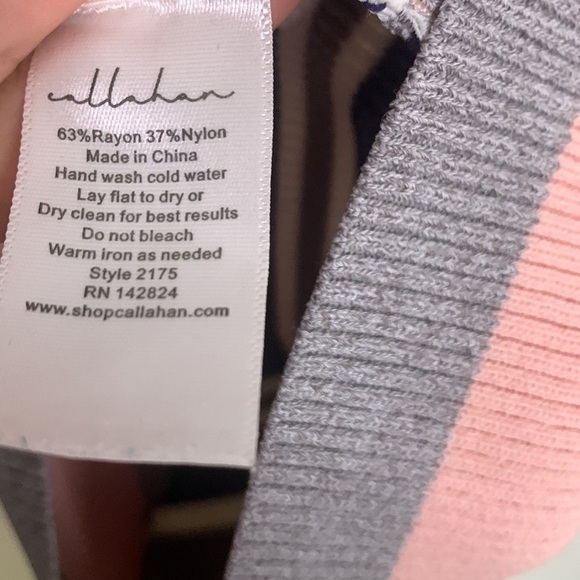 callahan
63%Rayon 37%Nylon
Made in China
Hand wash cold water
Lay flat to dry or
Dry clean for best results
Do not bleach
Warm iron as needed
Style 2175
RN 142824
www.shopcallahan.com